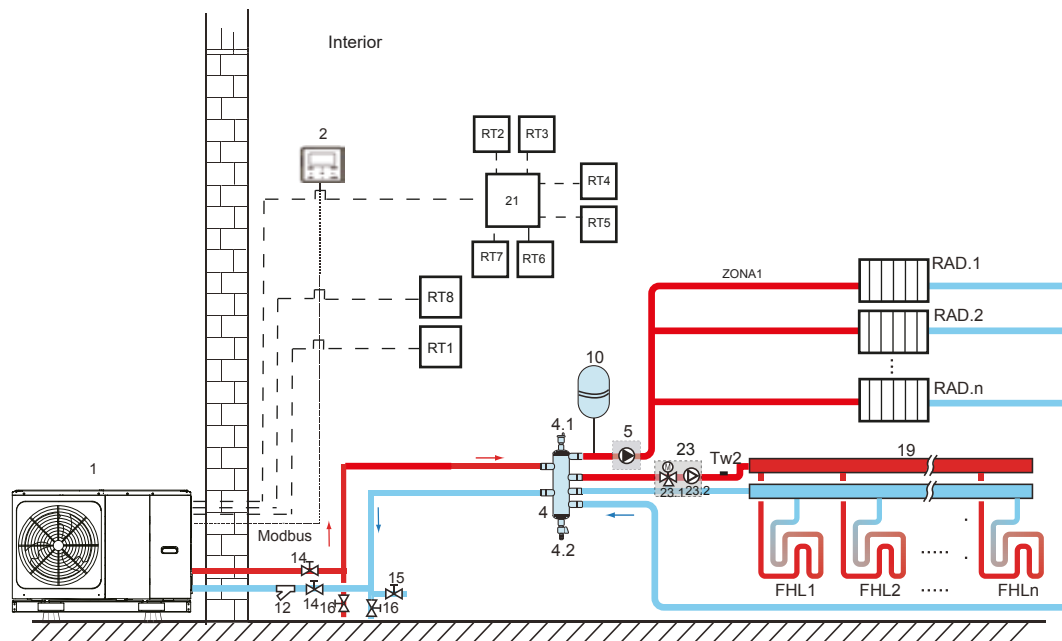 Interior
2
RT2
RT3
RT4
21
RT5
RT7
RT6
RT8
RT1
ZONA1
RAD.1
RAD.2
RAD.n
10
4.1
5
23
Tw2
19
M
23.1
23.2
4
4.2
1
Modbus
14
12
14
16
16
15
FHL1
FHL2
FHLn